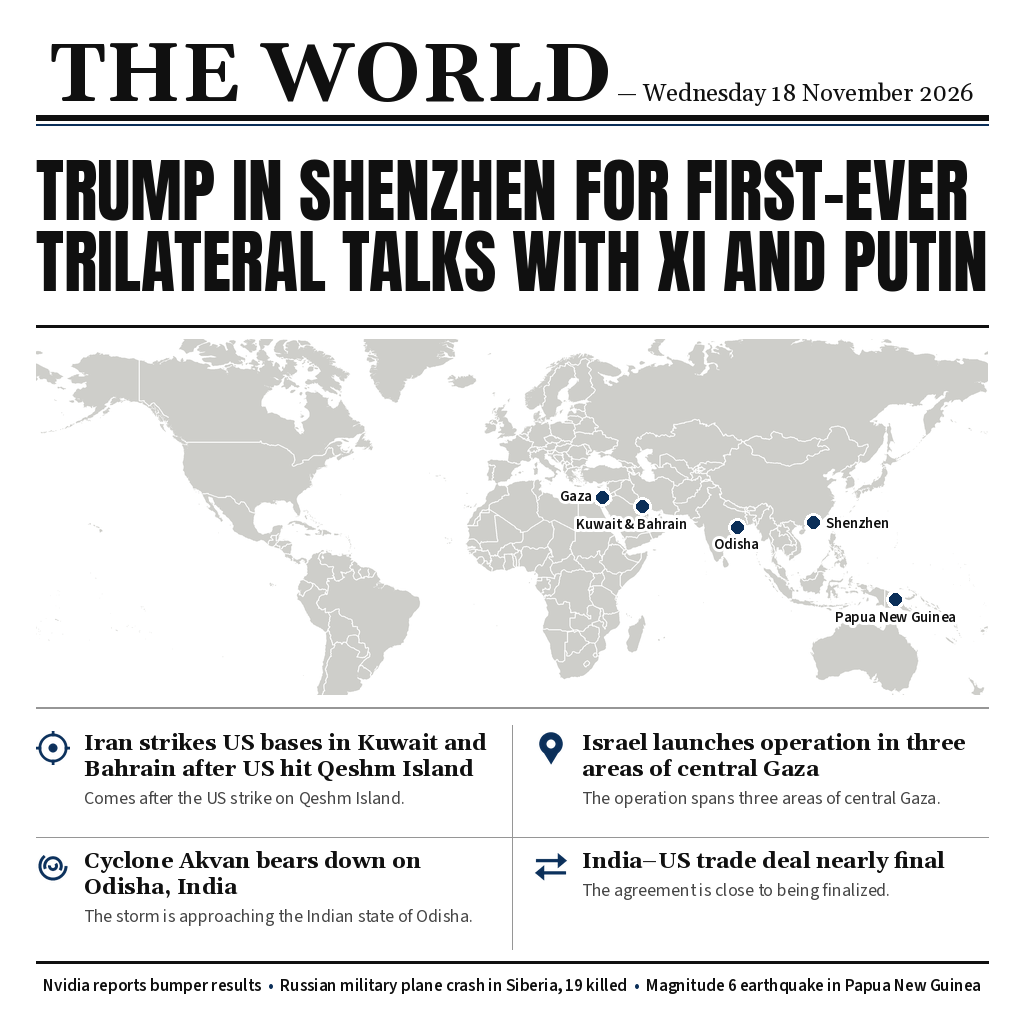 THE WORLD — Wednesday 18 November 2026
TRUMP IN SHENZHEN FOR FIRST-EVER
TRILATERAL TALKS WITH XI AND PUTIN
Gaza
Kuwait & Bahrain
Odisha
Shenzhen
Papua New Guinea
Iran strikes US bases in Kuwait and
Bahrain after US hit Qeshm Island
Comes after the US strike on Qeshm Island.
Israel launches operation in three
areas of central Gaza
The operation spans three areas of central Gaza.
Cyclone Akvan bears down on
Odisha, India
The storm is approaching the Indian state of Odisha.
India–US trade deal nearly final
The agreement is close to being finalized.
Nvidia reports bumper results • Russian military plane crash in Siberia, 19 killed • Magnitude 6 earthquake in Papua New Guinea